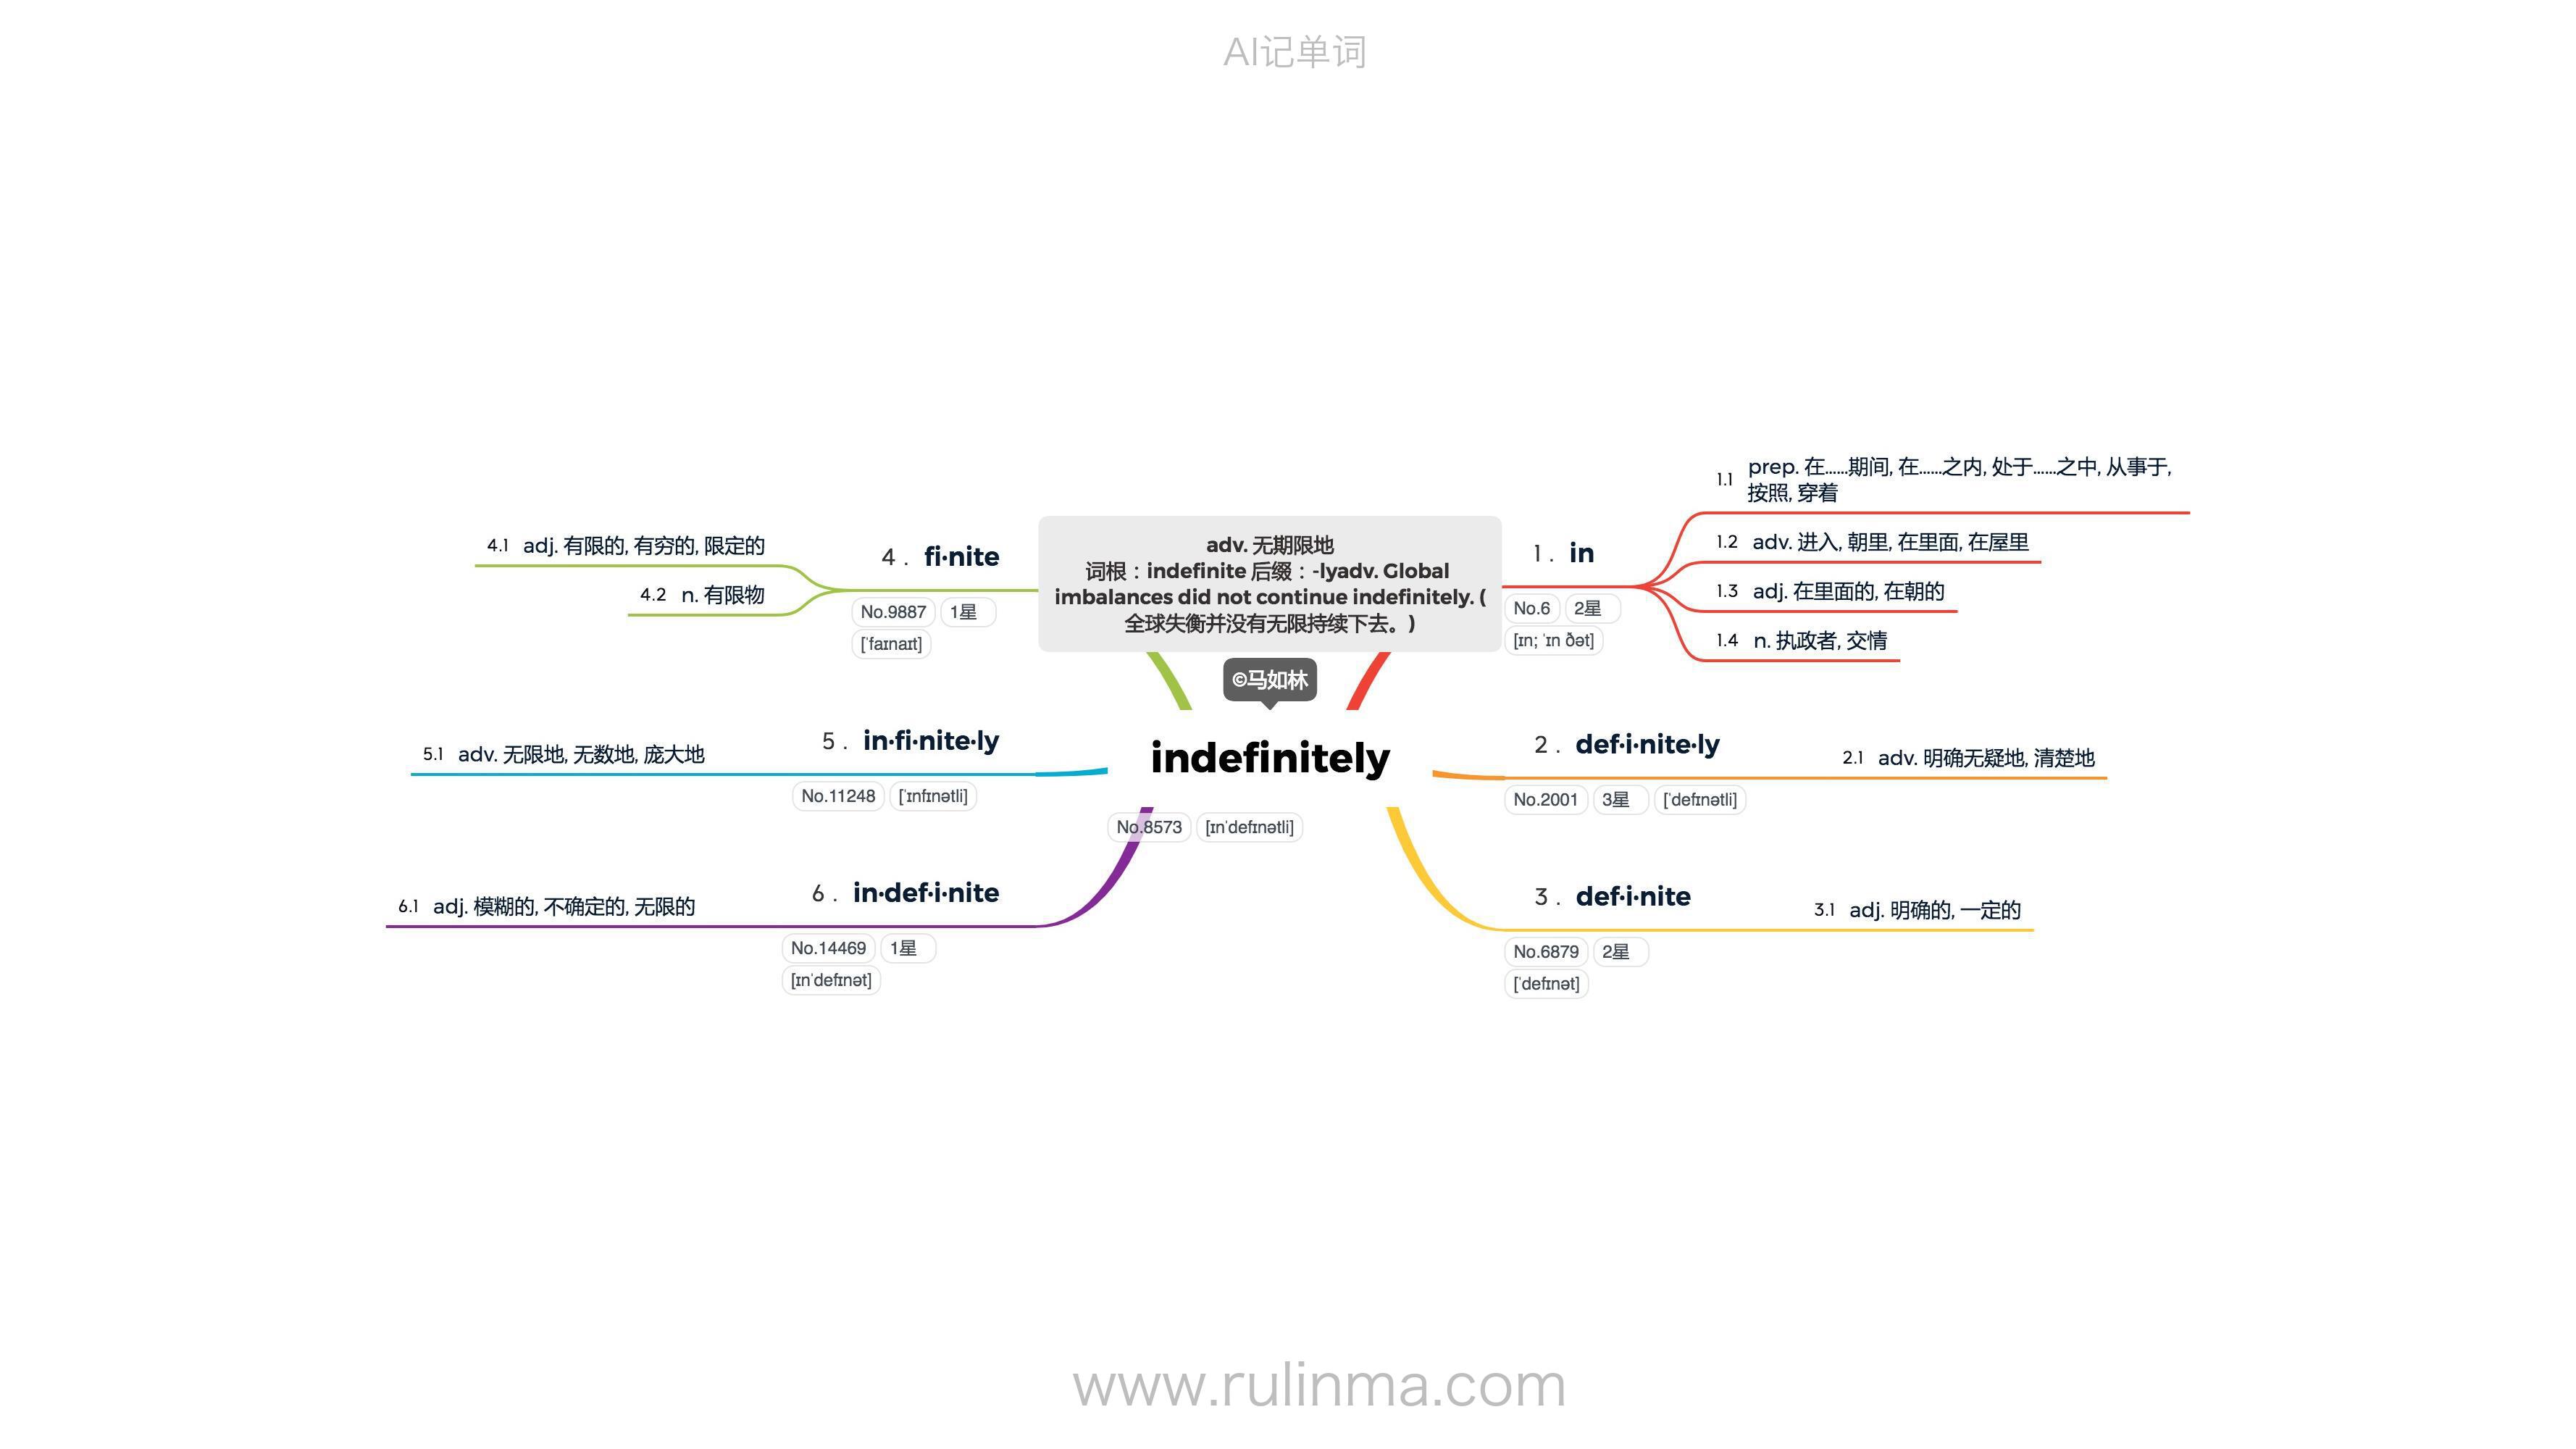 AI记单词
adv. 无期限地
词根：indefinite 后缀：-lyadv. Global
imbalances did not continue indefinitely. (
全球失衡并没有无限持续下去。)
©马如林
indefinitely
No.8573 [ɪnˈdefɪnətli]
1 . in
No.6 2星
[ɪn; ˈɪn ðət]
1.1 prep. 在……期间, 在……之内, 处于……之中, 从事于,
按照, 穿着
1.2 adv. 进入, 朝里, 在里面, 在屋里
1.3 adj. 在里面的, 在朝的
1.4 n. 执政者, 交情
2 . def·i·nite·ly
No.2001 3星 [ˈdefɪnətli]
2.1 adv. 明确无疑地, 清楚地
3 . def·i·nite
No.6879 2星
[ˈdefɪnət]
3.1 adj. 明确的, 一定的
4 . fi·nite
No.9887 1星
[ˈfaɪnaɪt]
4.1 adj. 有限的, 有穷的, 限定的
4.2 n. 有限物
5 . in·fi·nite·ly
No.11248 [ˈɪnfɪnətli]
5.1 adv. 无限地, 无数地, 庞大地
6 . in·def·i·nite
No.14469 1星
[ɪnˈdefɪnət]
6.1 adj. 模糊的, 不确定的, 无限的
www.rulinma.com